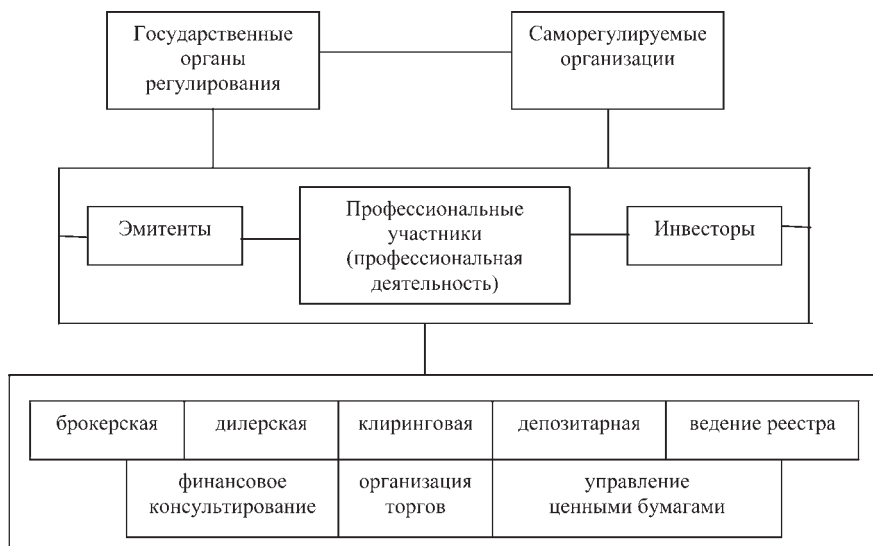 Государственные
органы
регулирования
Саморегулируемые
организации
Эмитенты
Профессиональные
участники
(профессиональная
деятельность)
Инвесторы
брокерская
дилерская
клиринговая
депозитарная
ведение реестра
финансовое
консультирование
организация
торгов
управление
ценными бумагами